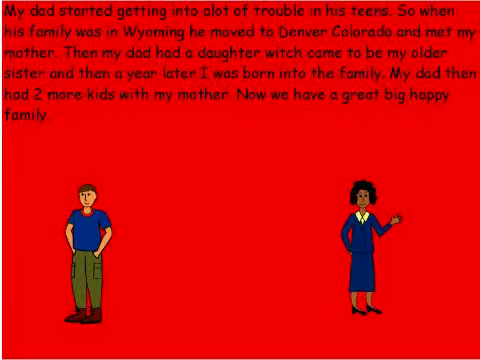 My dad started getting into alot of trouble in his teens. So when
his family was in Wyoming he moved to Denver Colorado and met my
mother. Then my dad had a daughter witch came to be my older
sister and then a year later I was born into the family. My dad then
had 2 more kids with my mother. Now we have a great big happy
family.